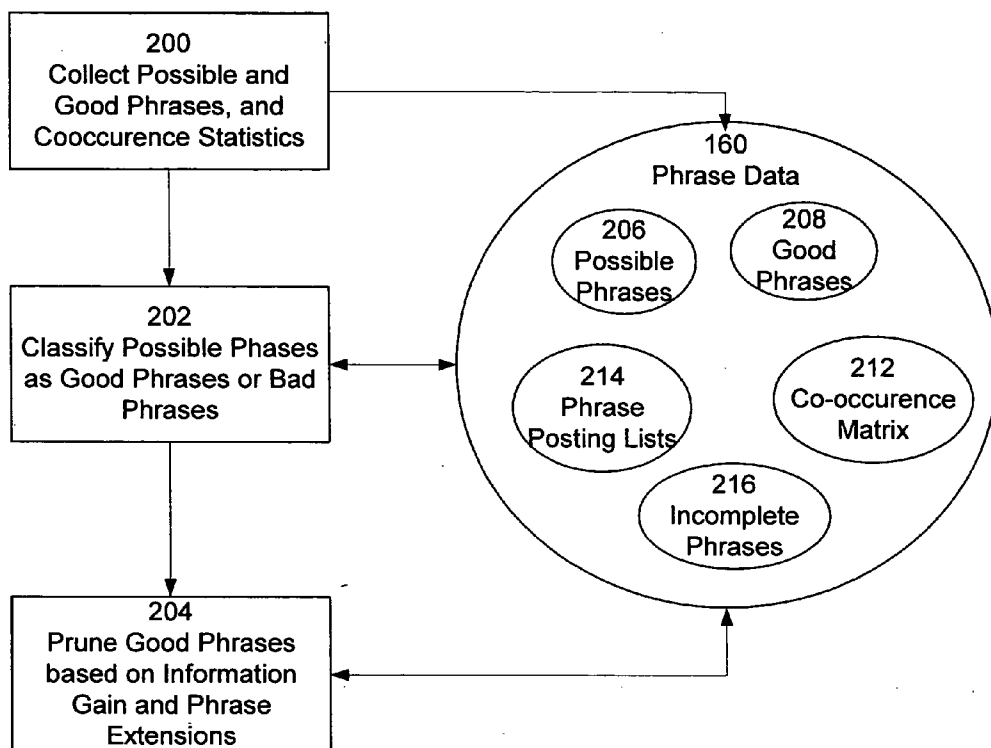 200
Collect Possible and
Good Phrases, and
Cooccurence Statistics
160
Phrase Data
206
Possible
Phrases
208
Good
Phrases
202
Classify Possible Phases
as Good Phrases or Bad
Phrases
214
Phrase
Posting Lists
212
Co-occurence
Matrix
216
Incomplete
Phrases
204
Prune Good Phrases
based on Information
Gain and Phrase
Extensions